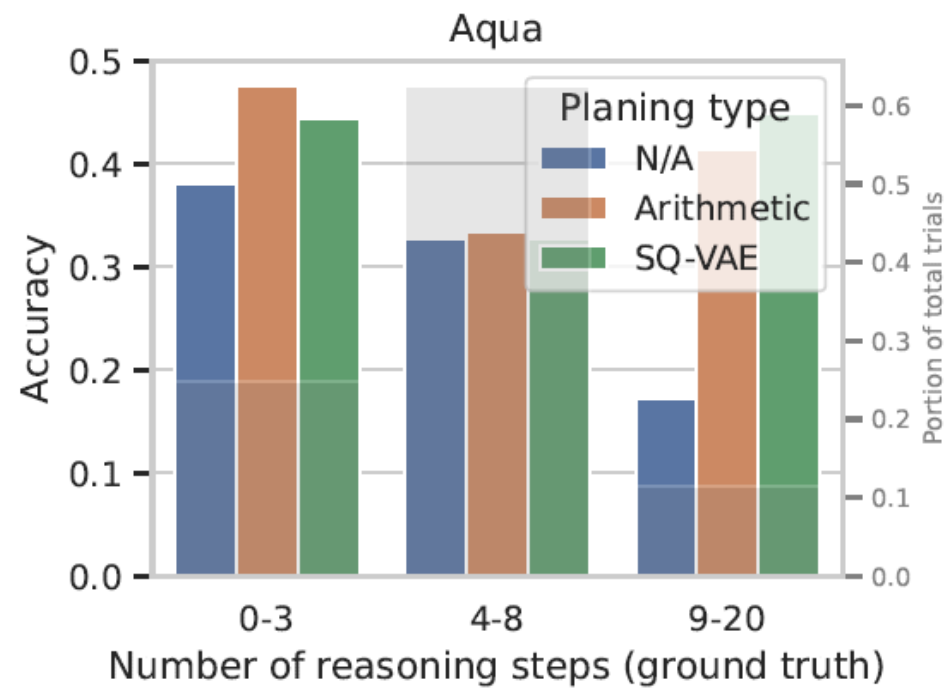 Aqua
Accuracy
0.5
0.4
0.3
0.2
0.1
0.0
Planing type
N/A
Arithmetic
SQ-VAE
0.6
0.5
0.4
0.3
0.2
0.1
0.0
Portion of total trials
0-3 4-8 9-20
Number of reasoning steps (ground truth)